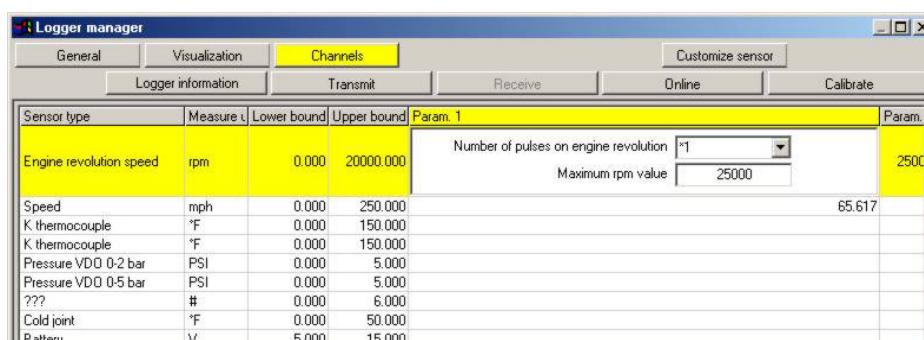 Logger manager
General Visualization Channels Customize sensor
Logger information Transmit Receive Online Calibrate
Sensor type Measure u Lower bound Upper bound Param. 1 Param.
Number of pulses on engine revolution *1
Engine revolution speed rpm 0.000 20000.000 2500
Maximum rpm value 25000
Speed mph 0.000 250.000 65.617
K thermocouple °F 0.000 150.000
K thermocouple °F 0.000 150.000
Pressure VDO 0-2 bar PSI 0.000 5.000
Pressure VDO 0-5 bar PSI 0.000 5.000
??? # 0.000 6.000
Cold joint °F 0.000 50.000
Battery V 5.000 15.000